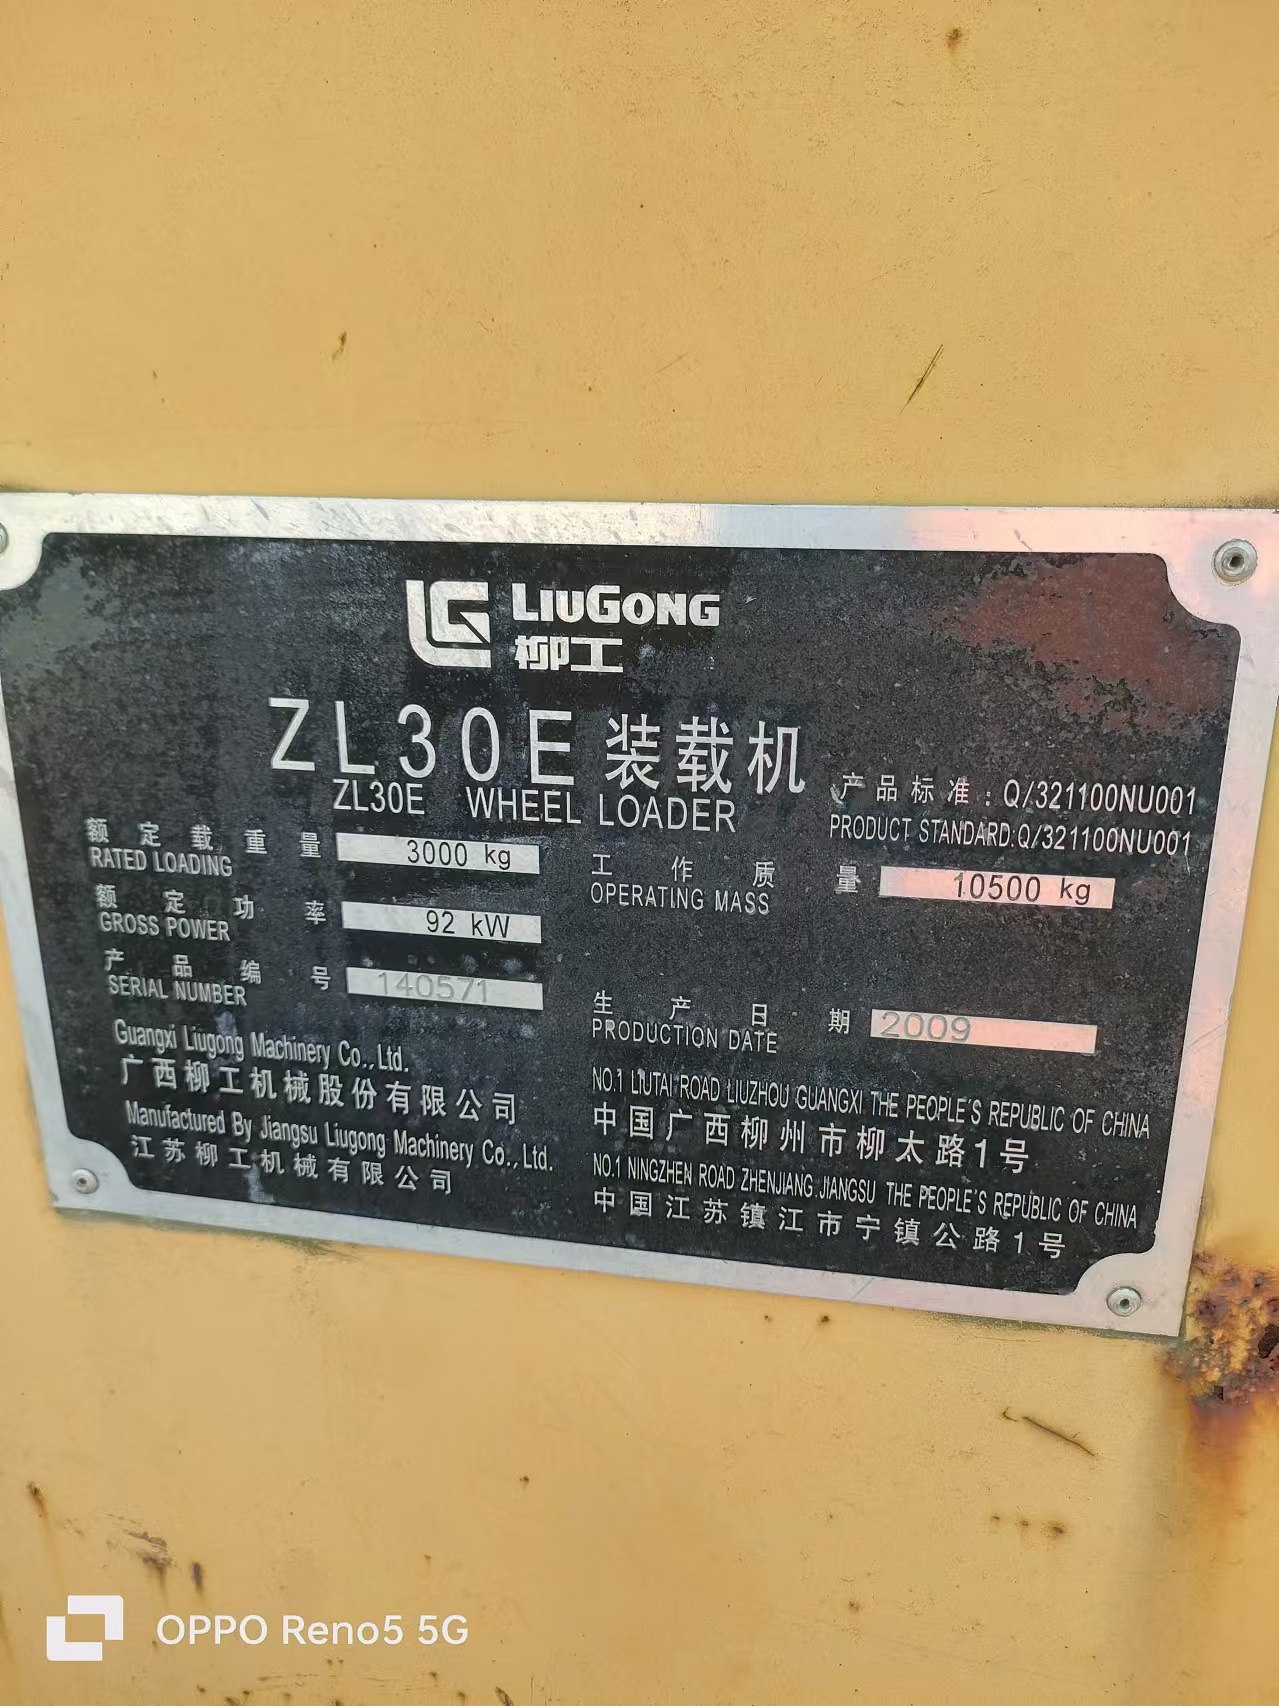 LIUGONG
柳工
ZL30E 装载机
ZL30E WHEEL LOADER
产品标准：Q/321100NU001
PRODUCT STANDARD:Q/321100NU001
额定载重量 3000 kg
RATED LOADING
工作质量 10500 kg
OPERATING MASS
额定功率 92 kW
GROSS POWER
产品编号 140571
SERIAL NUMBER
生产日期 2009
PRODUCTION DATE
Guangxi Liugong Machinery Co.,Ltd.
广西柳工机械股份有限公司
Manufactured By Jiangsu Liugong Machinery Co.,Ltd.
江苏柳工机械有限公司
NO.1 LIUTAI ROAD LIUZHOU GUANGXI THE PEOPLE'S REPUBLIC OF CHINA
中国广西柳州市柳太路1号
NO.1 NINGZHEN ROAD ZHENJIANG JIANGSU THE PEOPLE'S REPUBLIC OF CHINA
中国江苏镇江市宁镇公路1号
OPPO Reno5 5G